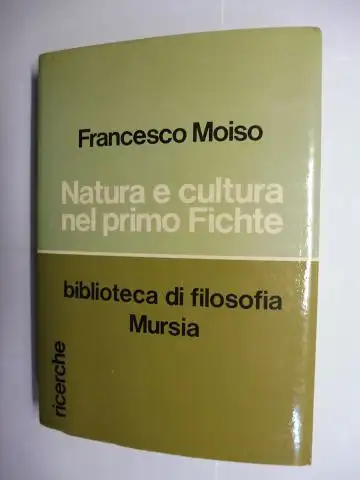 Francesco Moiso
Natura e cultura
nel primo Fichte
biblioteca di filosofia
Mursia
ricerche